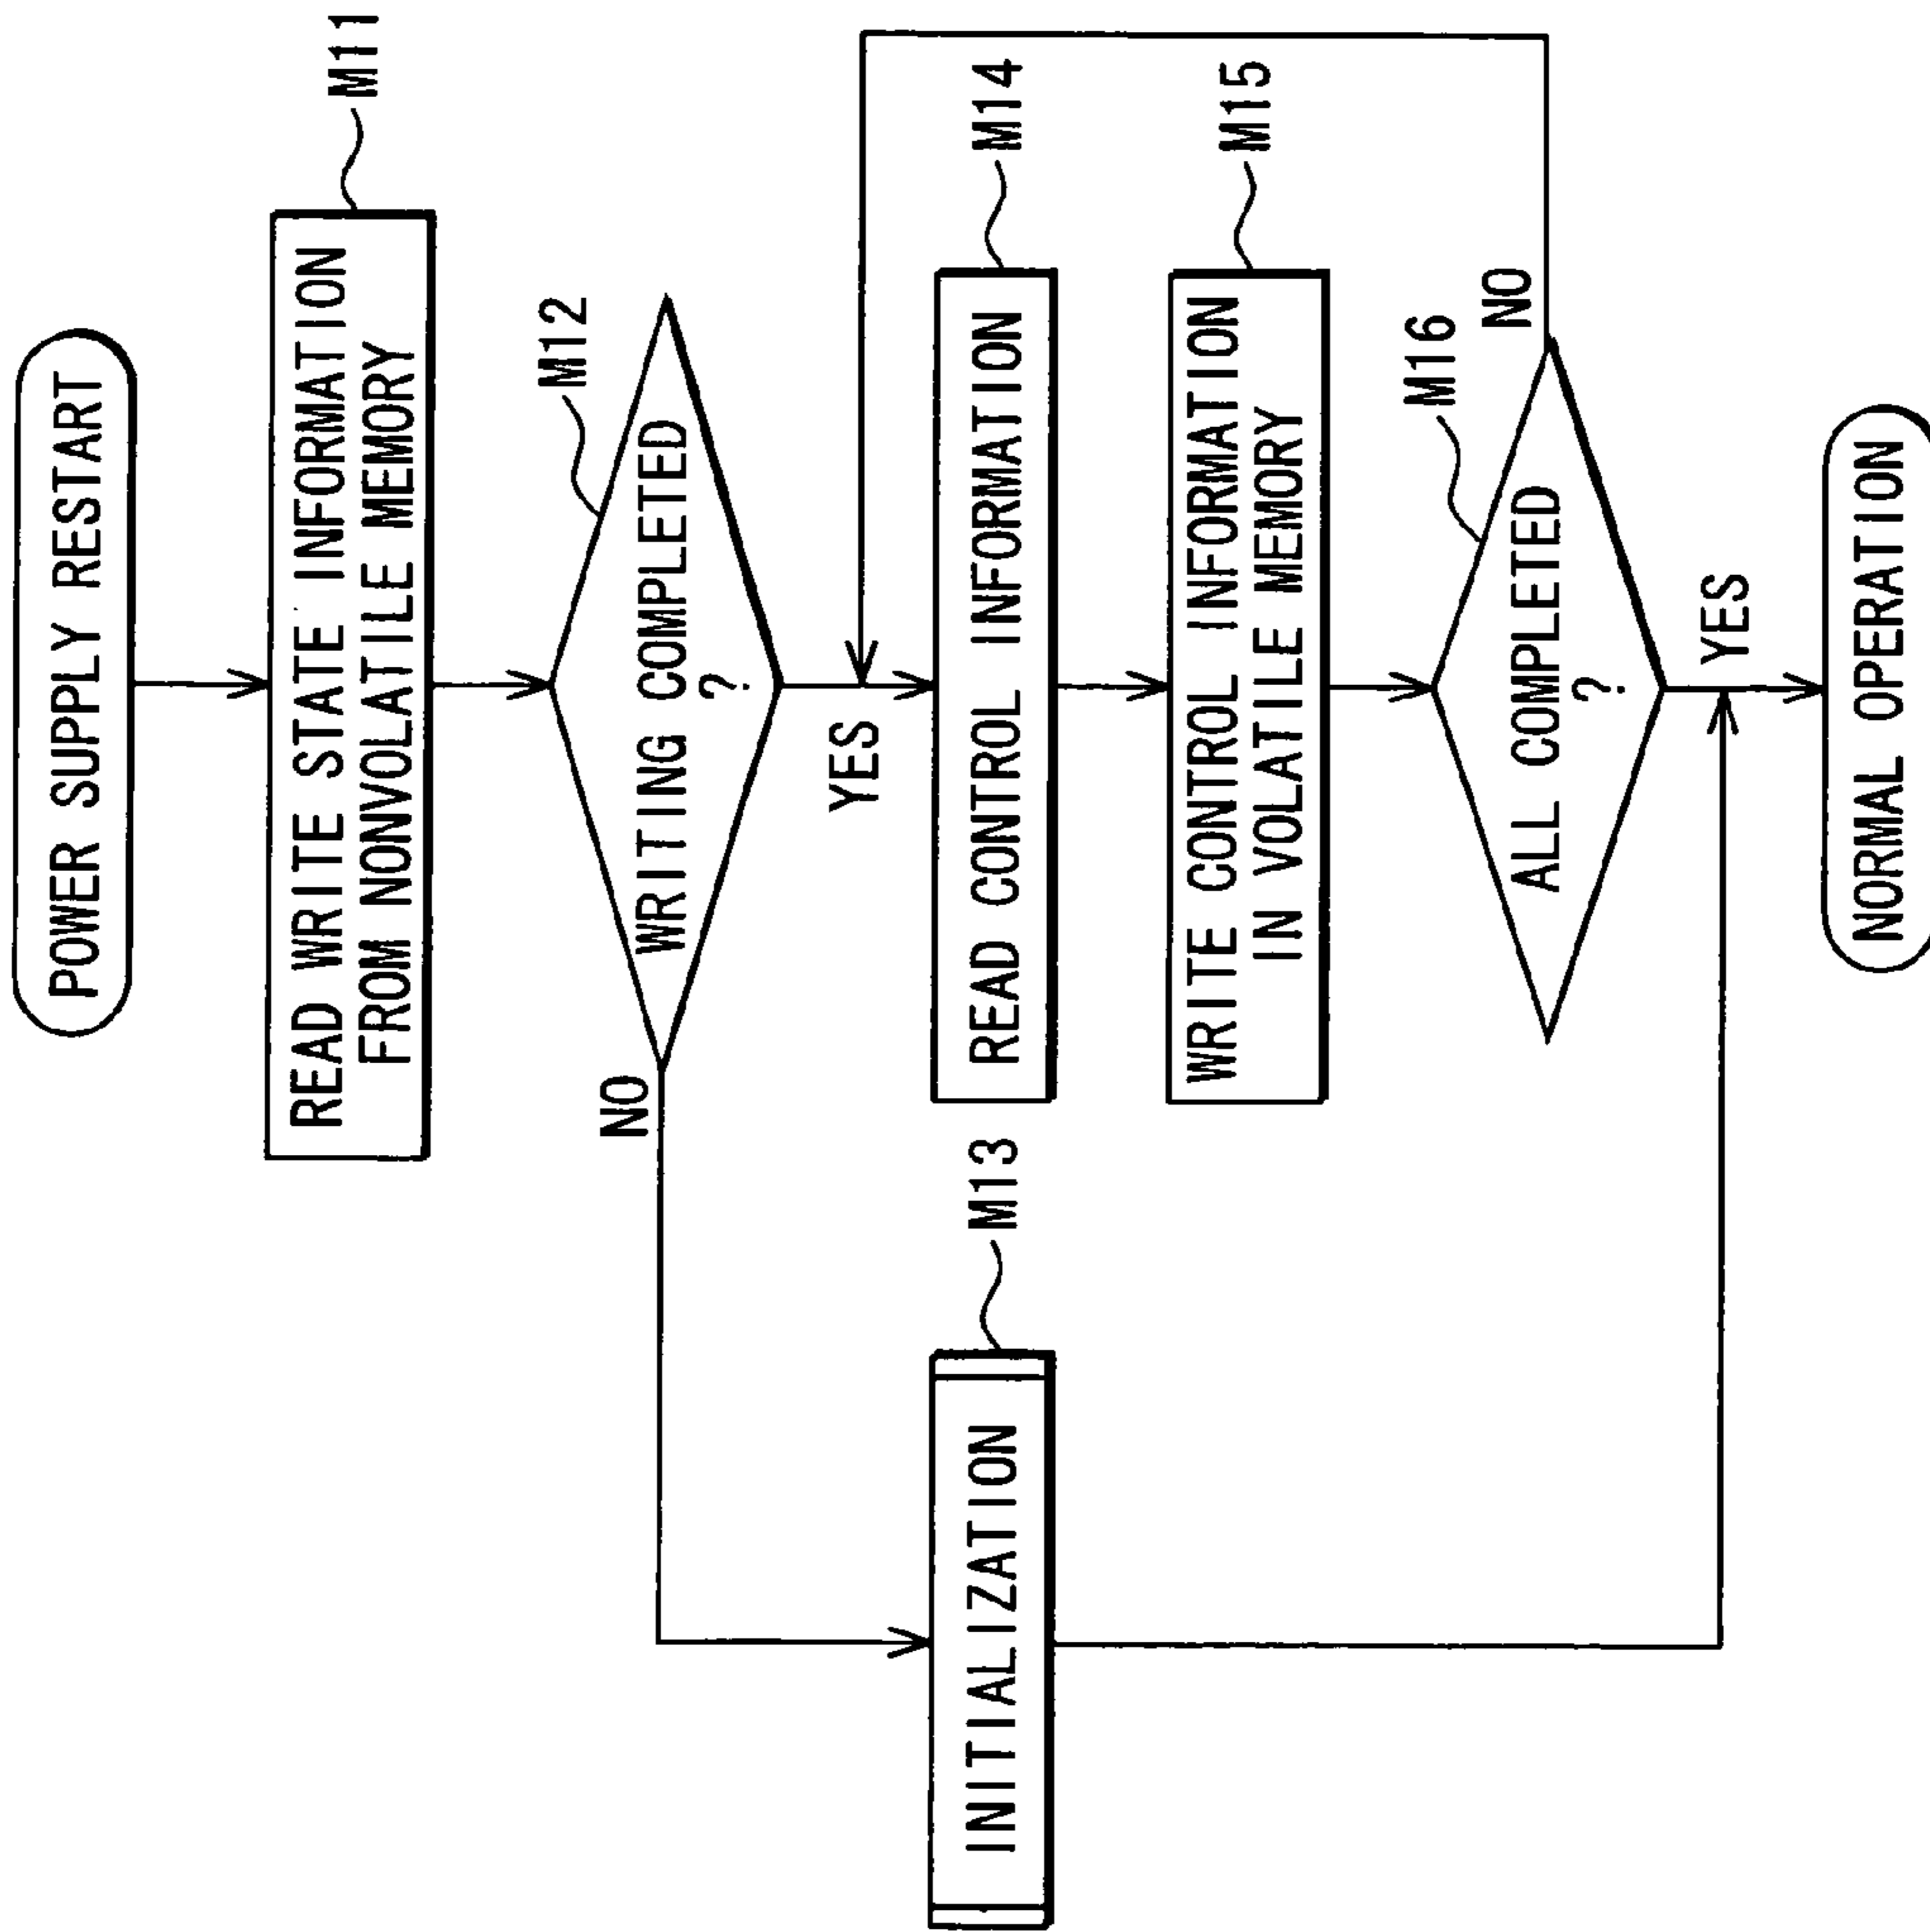 POWER SUPPLY RESTART
READ WRITE STATE INFORMATION
FROM NONVOLATILE MEMORY
M11
WRITING COMPLETED
?
M12
NO
YES
INITIALIZATION
M13
READ CONTROL INFORMATION
M14
WRITE CONTROL INFORMATION
IN VOLATILE MEMORY
M15
ALL COMPLETED
?
M16
NO
YES
NORMAL OPERATION